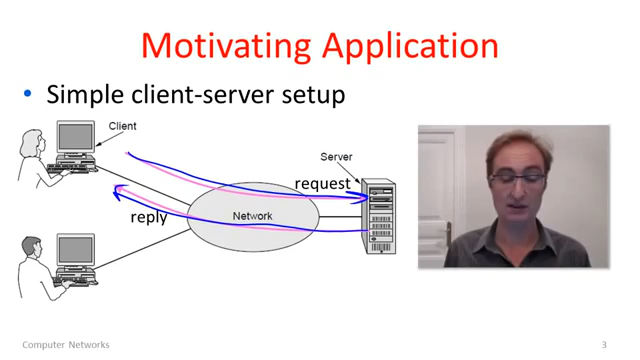 Motivating Application
• Simple client-server setup
Client
Server
request
Network
reply
Computer Networks
3